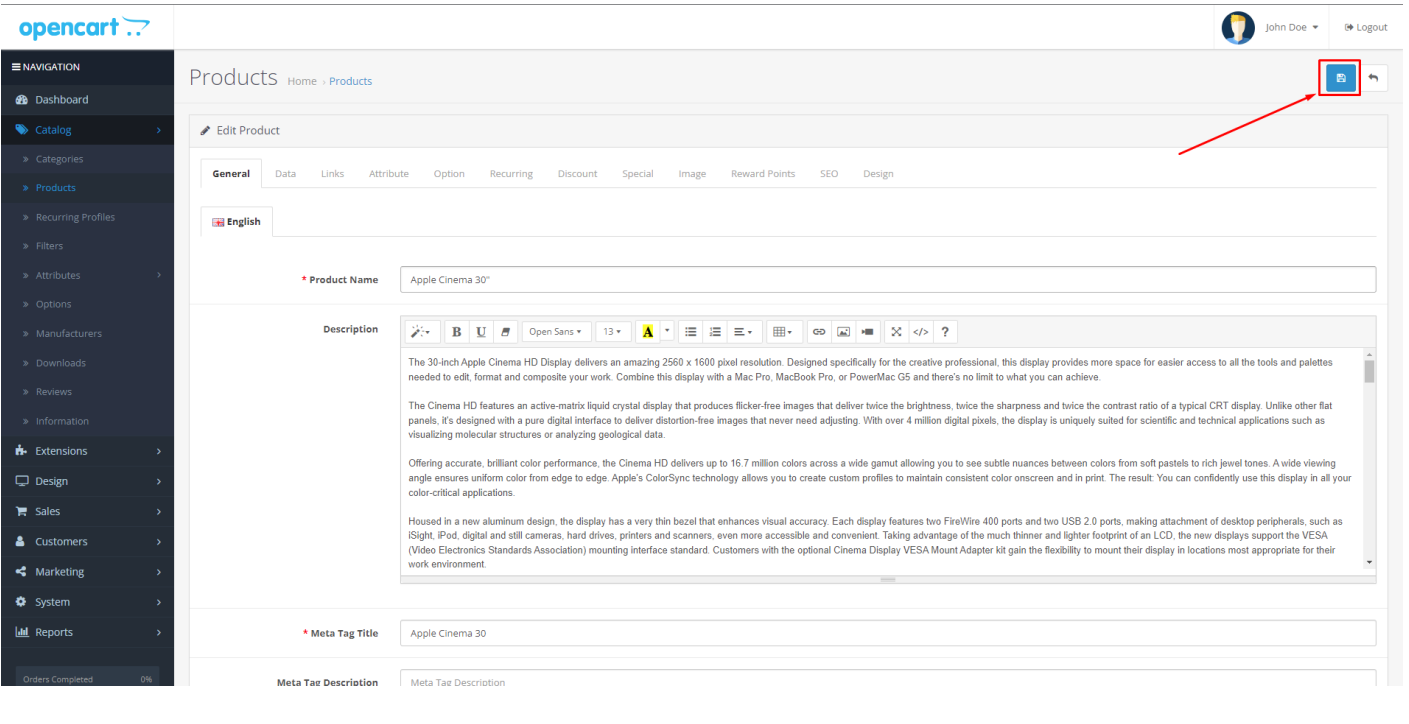 opencart
John Doe
Logout
NAVIGATION
Dashboard
Catalog
Categories
Products
Recurring Profiles
Filters
Attributes
Options
Manufacturers
Downloads
Reviews
Information
Extensions
Design
Sales
Customers
Marketing
System
Reports
Orders Completed 0%
Products Home › Products
Edit Product
General Data Links Attribute Option Recurring Discount Special Image Reward Points SEO Design
English
* Product Name Apple Cinema 30"
Description
B U Open Sans 13 A </> ?
The 30-inch Apple Cinema HD Display delivers an amazing 2560 x 1600 pixel resolution. Designed specifically for the creative professional, this display provides more space for easier access to all the tools and palettes
needed to edit, format and composite your work. Combine this display with a Mac Pro, MacBook Pro, or PowerMac G5 and there's no limit to what you can achieve.
The Cinema HD features an active-matrix liquid crystal display that produces flicker-free images that deliver twice the brightness, twice the sharpness and twice the contrast ratio of a typical CRT display. Unlike other flat
panels, it's designed with a pure digital interface to deliver distortion-free images that never need adjusting. With over 4 million digital pixels, the display is uniquely suited for scientific and technical applications such as
visualizing molecular structures or analyzing geological data.
Offering accurate, brilliant color performance, the Cinema HD delivers up to 16.7 million colors across a wide gamut allowing you to see subtle nuances between colors from soft pastels to rich jewel tones. A wide viewing
angle ensures uniform color from edge to edge. Apple's ColorSync technology allows you to create custom profiles to maintain consistent color onscreen and in print. The result: You can confidently use this display in all your
color-critical applications.
Housed in a new aluminum design, the display has a very thin bezel that enhances visual accuracy. Each display features two FireWire 400 ports and two USB 2.0 ports, making attachment of desktop peripherals, such as
iSight, iPod, digital and still cameras, hard drives, printers and scanners, even more accessible and convenient. Taking advantage of the much thinner and lighter footprint of an LCD, the new displays support the VESA
(Video Electronics Standards Association) mounting interface standard. Customers with the optional Cinema Display VESA Mount Adapter kit gain the flexibility to mount their display in locations most appropriate for their
work environment.
* Meta Tag Title Apple Cinema 30
Meta Tag Description Meta Tag Description